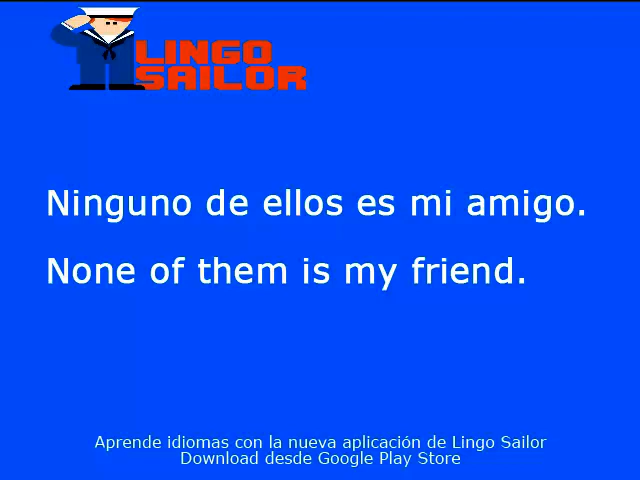 LINGO
SAILOR
Ninguno de ellos es mi amigo.
None of them is my friend.
Aprende idiomas con la nueva aplicación de Lingo Sailor
Download desde Google Play Store